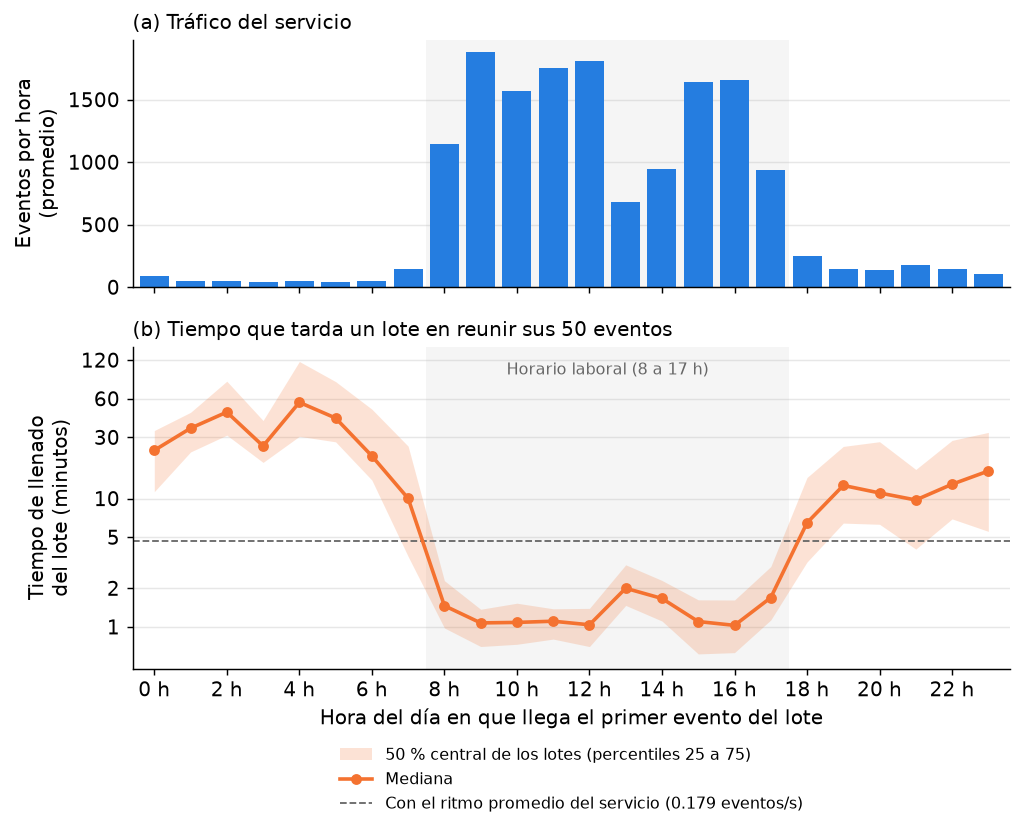 (a) Tráfico del servicio
Eventos por hora
(promedio)
1500
1000
500
0
(b) Tiempo que tarda un lote en reunir sus 50 eventos
Horario laboral (8 a 17 h)
Tiempo de llenado
del lote (minutos)
120
60
30
10
5
2
1
0 h 2 h 4 h 6 h 8 h 10 h 12 h 14 h 16 h 18 h 20 h 22 h
Hora del día en que llega el primer evento del lote
50 % central de los lotes (percentiles 25 a 75)
Mediana
Con el ritmo promedio del servicio (0.179 eventos/s)